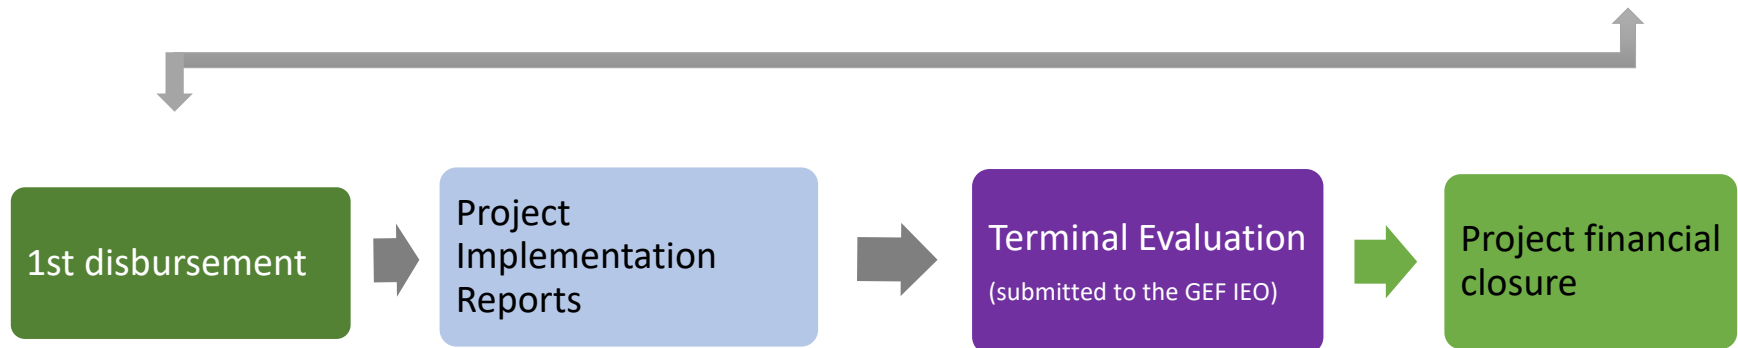 1st disbursement
Project
Implementation
Reports
Terminal Evaluation
(submitted to the GEF IEO)
Project financial
closure